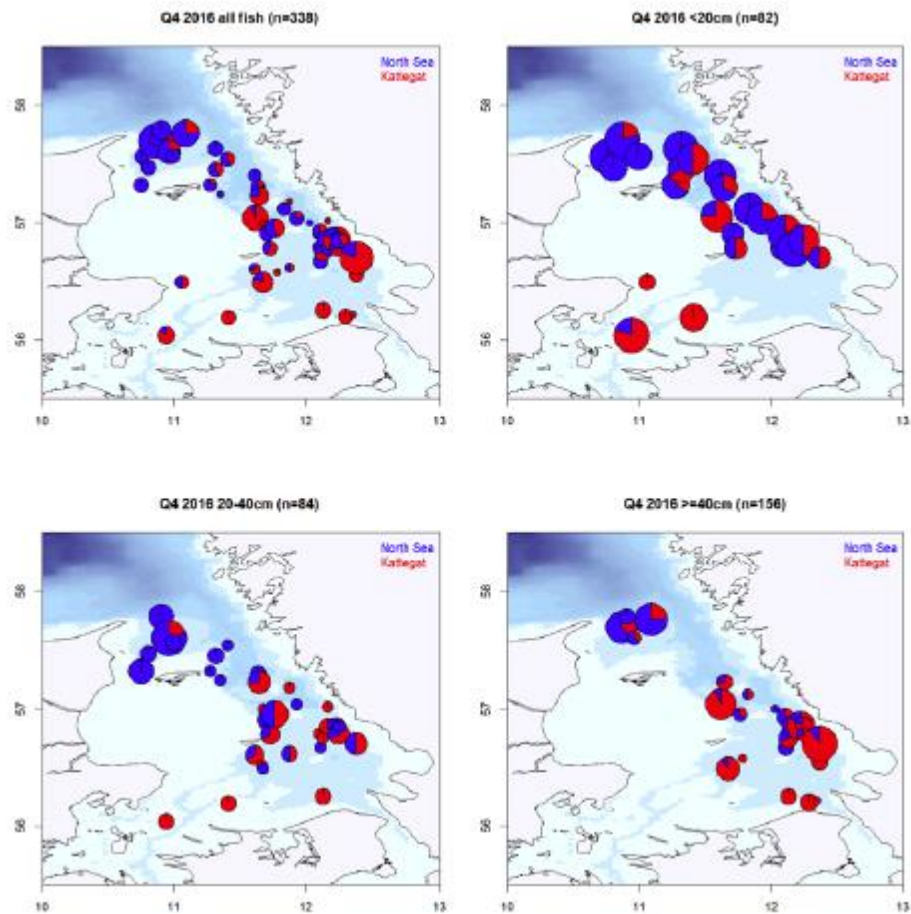 Q4 2016 all fish (n=338)
North Sea
Kattegat
58
57
56
10 11 12 13
Q4 2016 <20cm (n=82)
North Sea
Kattegat
58
57
56
10 11 12 13
Q4 2016 20-40cm (n=84)
North Sea
Kattegat
58
57
56
10 11 12 13
Q4 2016 >=40cm (n=156)
North Sea
Kattegat
58
57
56
10 11 12 13